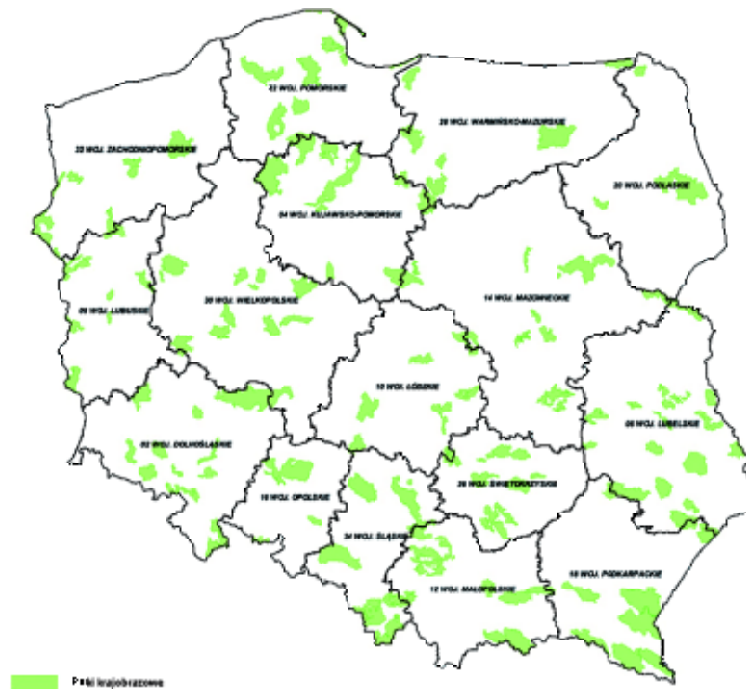 22 WOJ. POMORSKIE
28 WOJ. WARMIŃSKO-MAZURSKIE
32 WOJ. ZACHODNIOPOMORSKIE
20 WOJ. PODLASKIE
04 WOJ. KUJAWSKO-POMORSKIE
14 WOJ. MAZOWIECKIE
30 WOJ. WIELKOPOLSKIE
08 WOJ. LUBUSKIE
10 WOJ. ŁÓDZKIE
06 WOJ. LUBELSKIE
02 WOJ. DOLNOŚLĄSKIE
26 WOJ. ŚWIĘTOKRZYSKIE
16 WOJ. OPOLSKIE
24 WOJ. ŚLĄSKIE
18 WOJ. PODKARPACKIE
12 WOJ. MAŁOPOLSKIE
Parki krajobrazowe